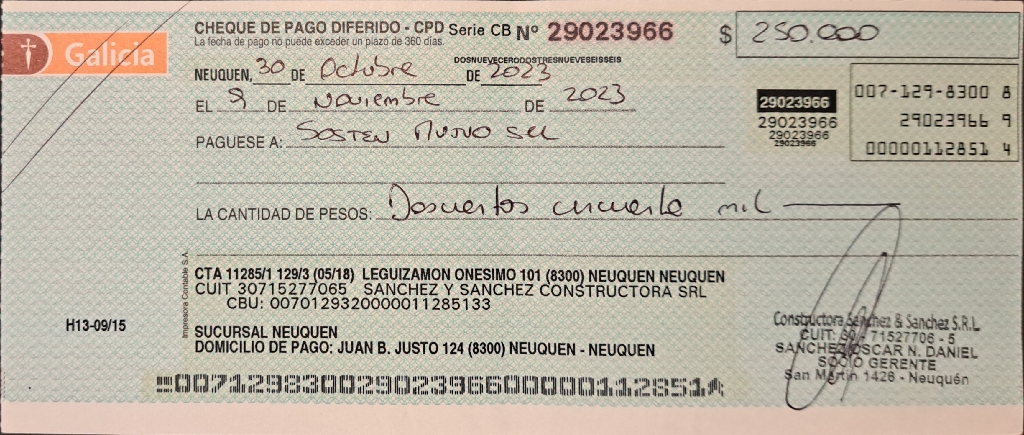 Galicia
CHEQUE DE PAGO DIFERIDO - CPD Serie CB Nº 29023966
La fecha de pago no puede exceder un plazo de 360 días.
$ 250.000
DOSNUEVECERODOSTRESNUEVESEISSEIS
NEUQUEN, 30 DE Octubre DE 2023
EL 9 DE Noviembre DE 2023
PAGUESE A: SOSTEN MUTUO SRL
29023966
29023966
29023966
29023966
007-129-8300 8
29023966 9
00000112851 4
LA CANTIDAD DE PESOS: Doscientos cincuenta mil
Impresora Contable S.A.
CTA 11285/1 129/3 (05/18) LEGUIZAMON ONESIMO 101 (8300) NEUQUEN NEUQUEN
CUIT 30715277065 SANCHEZ Y SANCHEZ CONSTRUCTORA SRL
CBU: 0070129320000011285133
H13-09/15
SUCURSAL NEUQUEN
DOMICILIO DE PAGO: JUAN B. JUSTO 124 (8300) NEUQUEN - NEUQUEN
Constructora Sanchez & Sanchez S.R.L.
CUIT: 30 - 71527706 - 5
SANCHEZ OSCAR N. DANIEL
SOCIO GERENTE
San Martín 1426 - Neuquén
00712983002902396600000112851